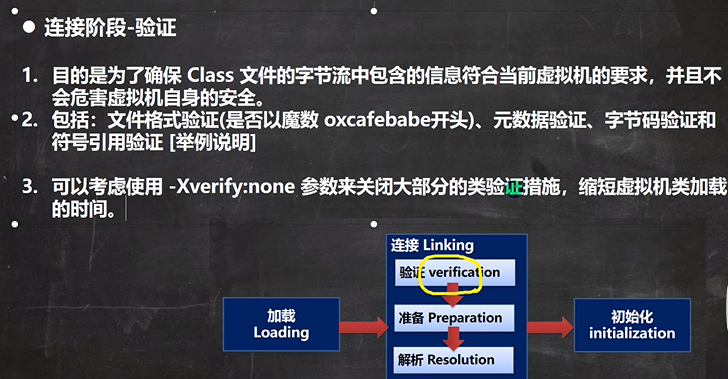 ● 连接阶段-验证
1. 目的是为了确保 Class 文件的字节流中包含的信息符合当前虚拟机的要求，并且不
会危害虚拟机自身的安全。
2. 包括：文件格式验证(是否以魔数 oxcafebabe开头)、元数据验证、字节码验证和
符号引用验证 [举例说明]
3. 可以考虑使用 -Xverify:none 参数来关闭大部分的类验证措施，缩短虚拟机类加载
的时间。
连接 Linking
验证 verification
加载
Loading
准备 Preparation
初始化
initialization
解析 Resolution